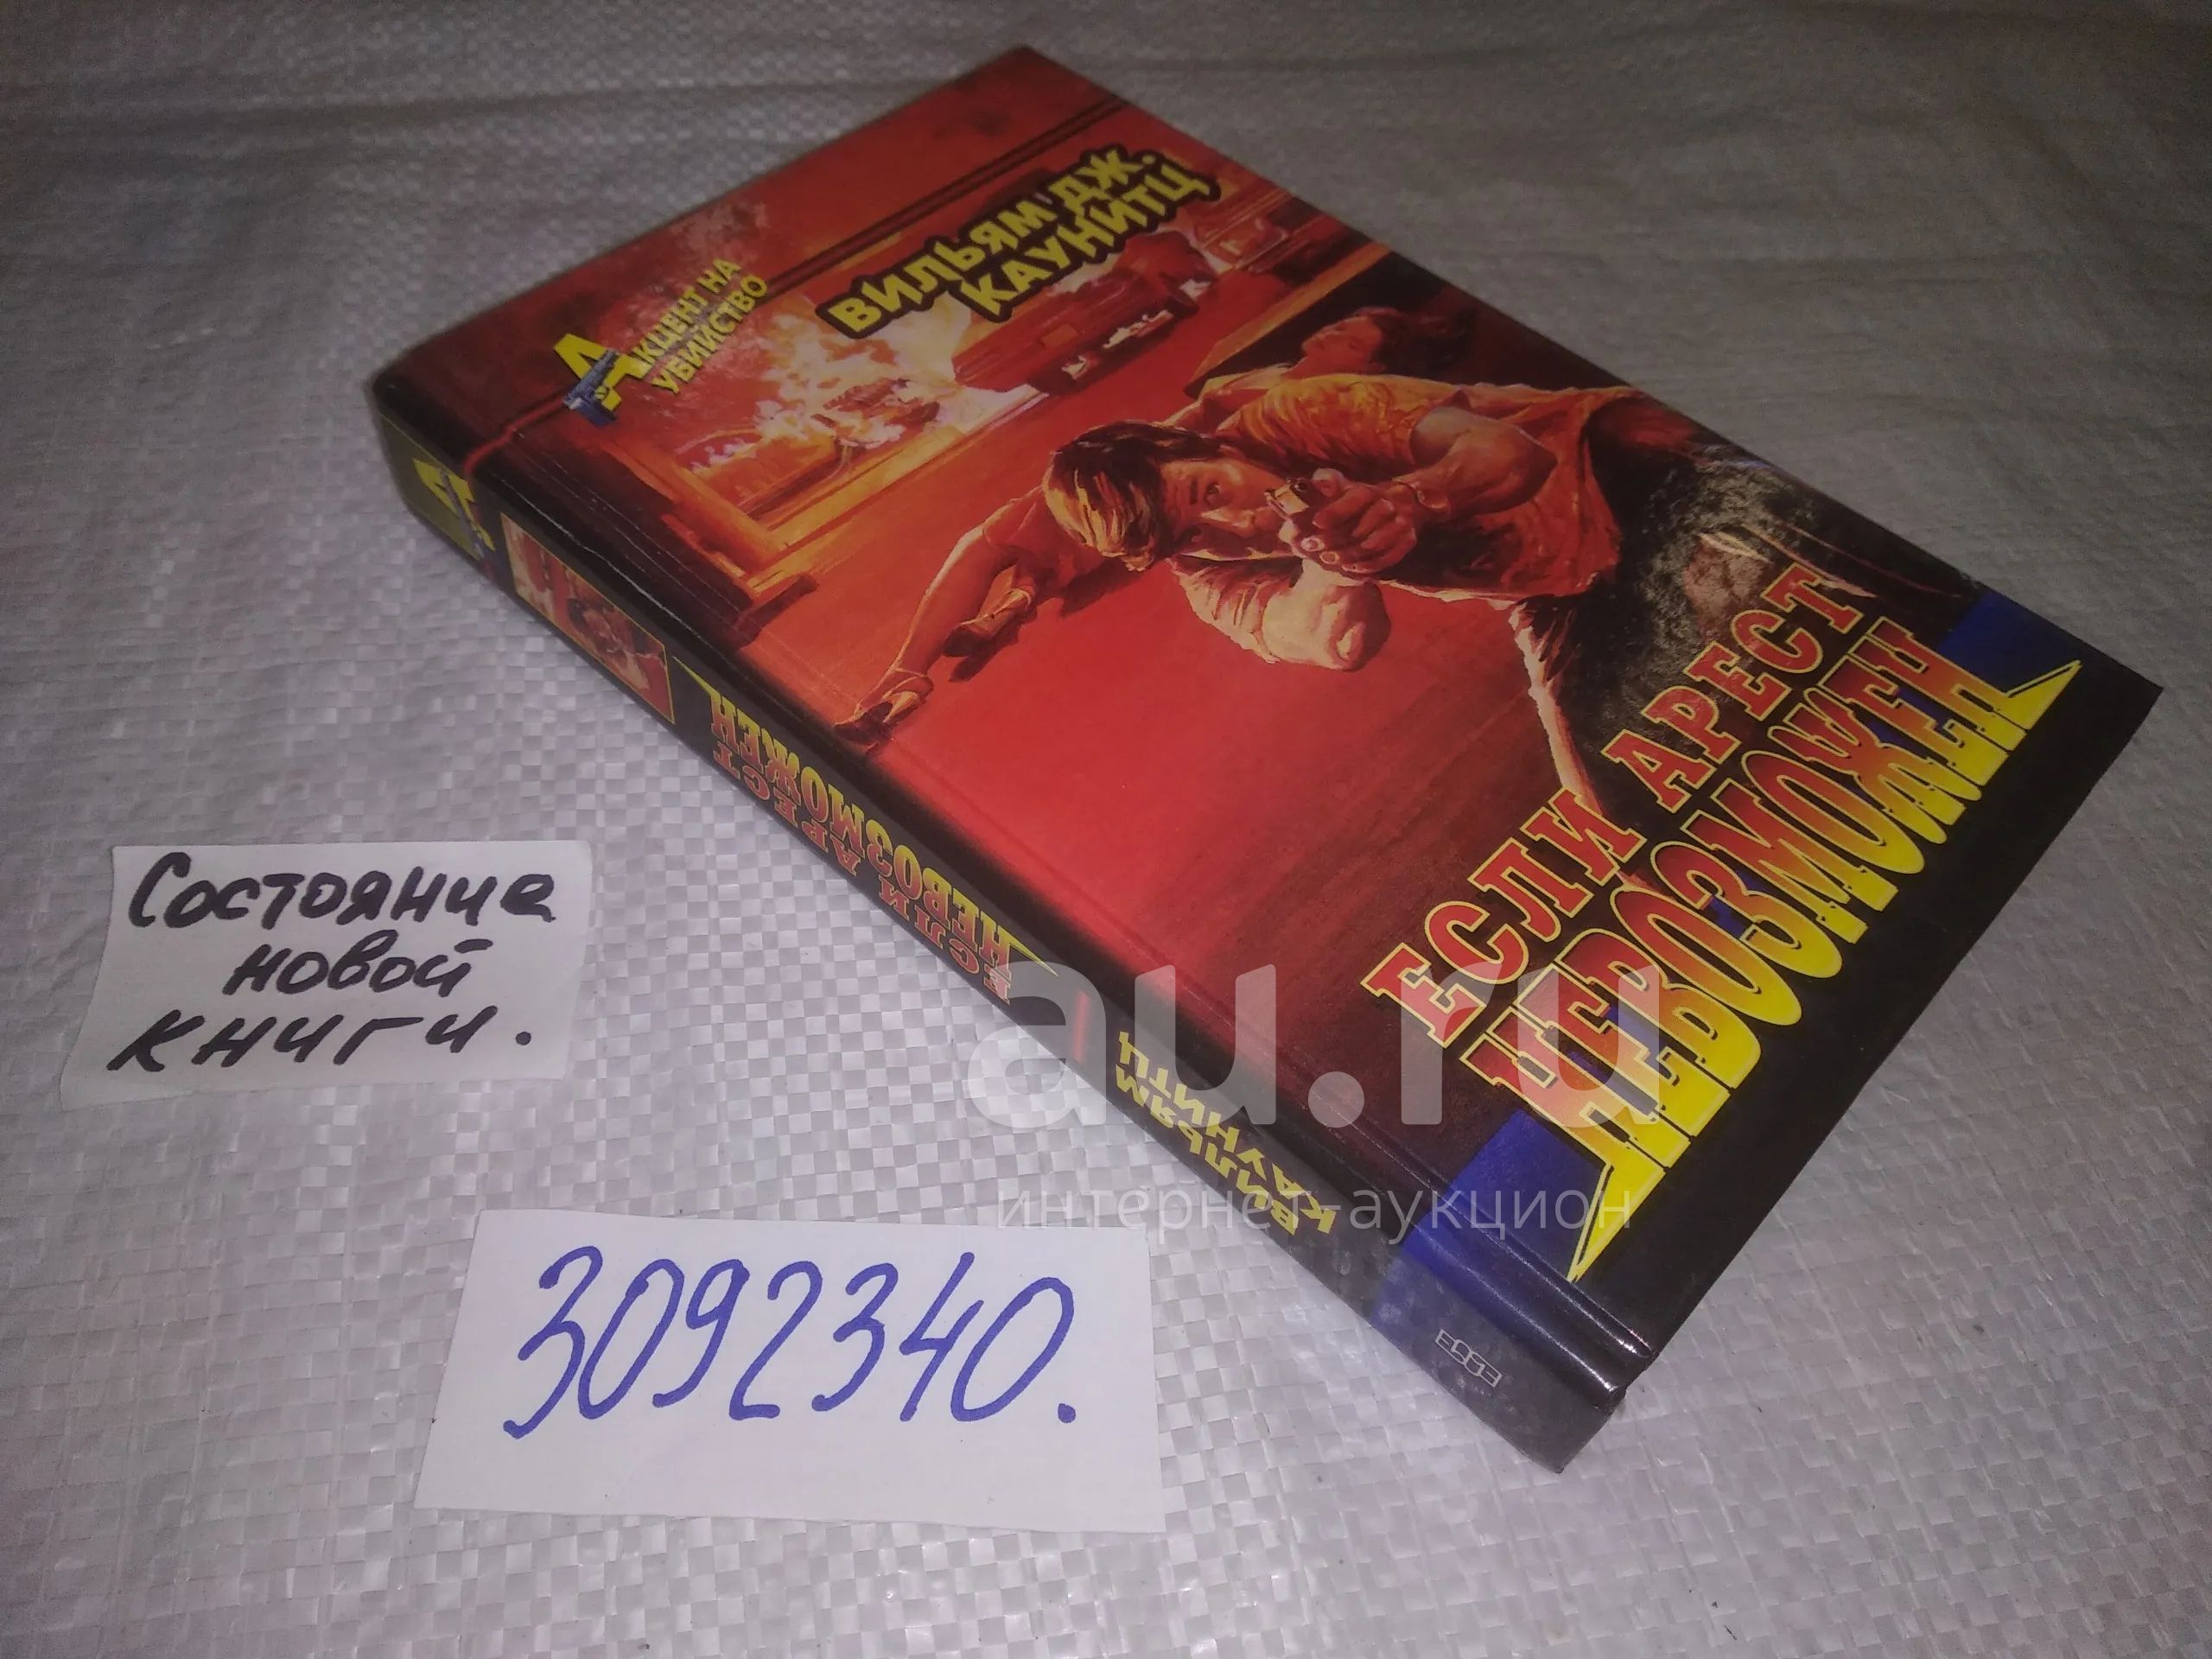 Акцент на
убийство
ВИЛЬЯМ ДЖ.
КАУНИТЦ
ЕСЛИ АРЕСТ
НЕВОЗМОЖЕН
ЕСЛИ АРЕСТ
НЕВОЗМОЖЕН
ВИЛЬЯМ
КАУНИТЦ
Состояние
новой
книги.
3092340.
au.ru
интернет-аукцион